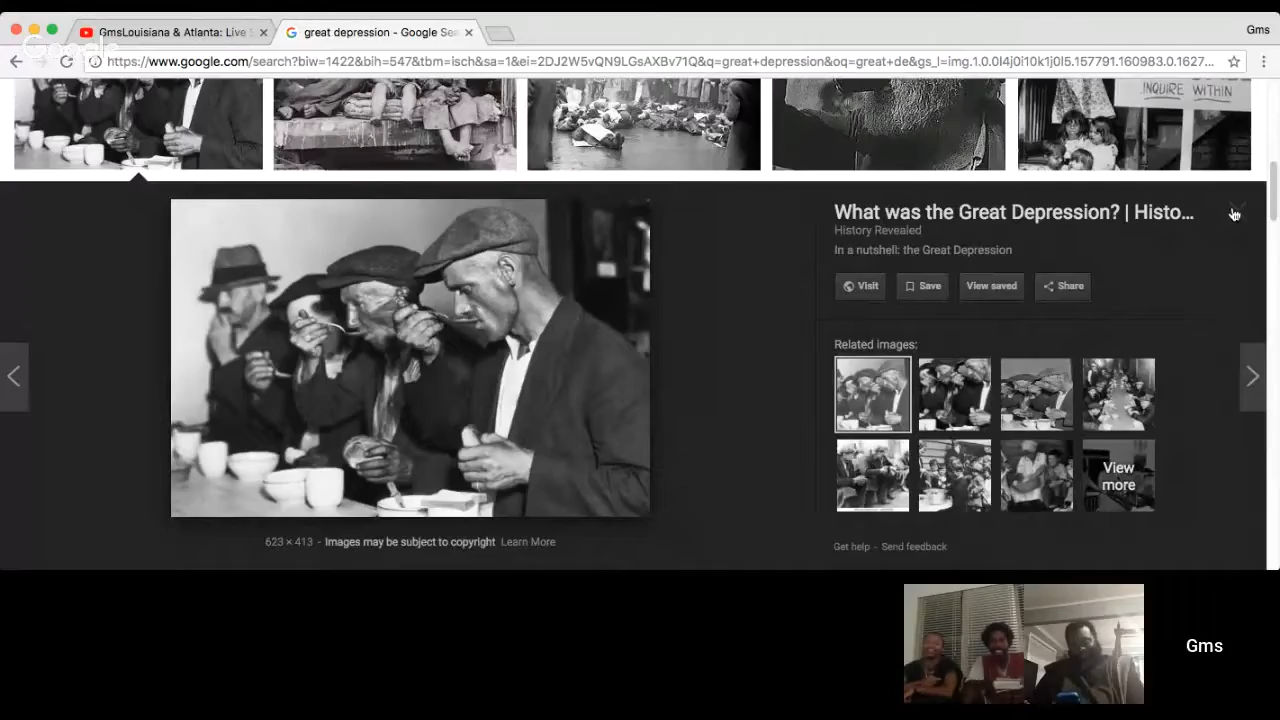 GmsLouisiana & Atlanta: Live S
great depression - Google Sea
Gms
Google
https://www.google.com/search?biw=1422&bih=547&tbm=isch&sa=1&ei=2DJ2W5vQN9LGsAXBv71Q&q=great+depression&oq=great+de&gs_l=img.1.0.0l4j0i10k1j0l5.157791.160983.0.1627...
INQUIRE WITHIN
What was the Great Depression? | Histo...
History Revealed
In a nutshell: the Great Depression
Visit
Save
View saved
Share
Related images:
View
more
623 × 413 - Images may be subject to copyright Learn More
Get help - Send feedback
Gms